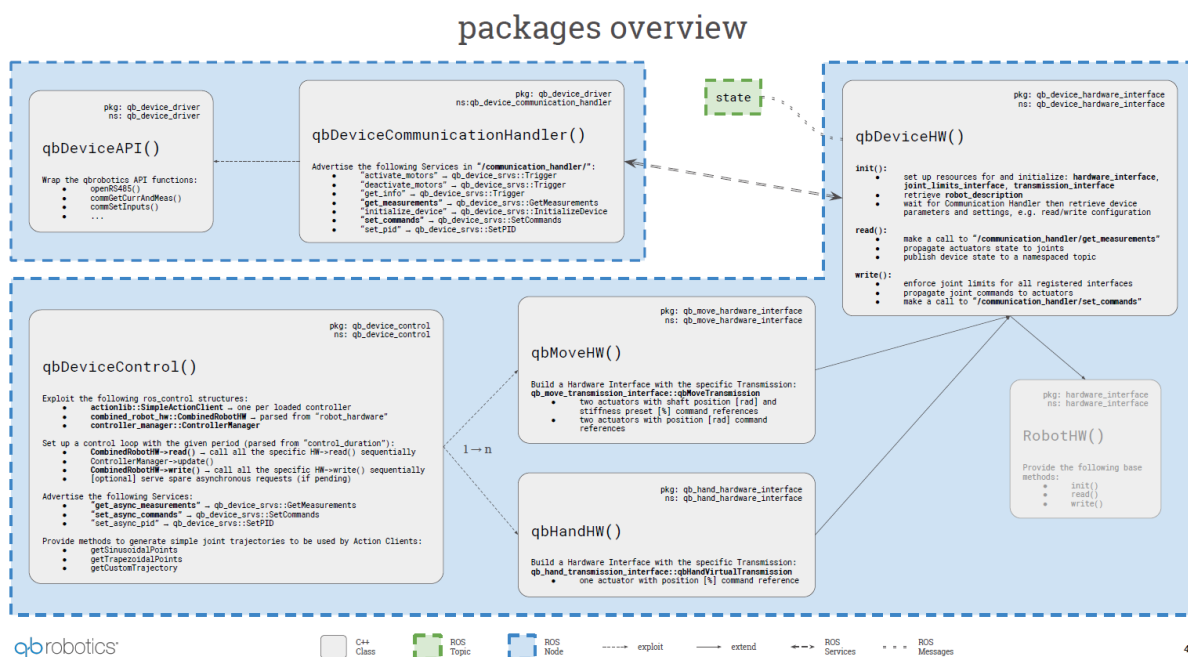 packages overview
pkg: qb_device_driver
ns: qb_device_driver
qbDeviceAPI()
Wrap the qbrobotics API functions:
● openRS485()
● commGetCurrAndMeas()
● commSetInputs()
● ...
pkg: qb_device_driver
ns:qb_device_communication_handler
qbDeviceCommunicationHandler()
Advertise the following Services in "/communication_handler/":
● "activate_motors" → qb_device_srvs::Trigger
● "deactivate_motors" → qb_device_srvs::Trigger
● "get_info" → qb_device_srvs::Trigger
● "get_measurements" → qb_device_srvs::GetMeasurements
● "initialize_device" → qb_device_srvs::InitializeDevice
● "set_commands" → qb_device_srvs::SetCommands
● "set_pid" → qb_device_srvs::SetPID
state
pkg: qb_device_hardware_interface
ns: qb_device_hardware_interface
qbDeviceHW()
init():
● set up resources for and initialize: hardware_interface,
joint_limits_interface, transmission_interface
● retrieve robot_description
● wait for Communication Handler then retrieve device
parameters and settings, e.g. read/write configuration
read():
● make a call to "/communication_handler/get_measurements"
● propagate actuators state to joints
● publish device state to a namespaced topic
write():
● enforce joint limits for all registered interfaces
● propagate joint commands to actuators
● make a call to "/communication_handler/set_commands"
pkg: qb_device_control
ns: qb_device_control
qbDeviceControl()
Exploit the following ros_control structures:
● actionlib::SimpleActionClient → one per loaded controller
● combined_robot_hw::CombinedRobotHW → parsed from "robot_hardware"
● controller_manager::ControllerManager
Set up a control loop with the given period (parsed from "control_duration"):
● CombinedRobotHW->read() → call all the specific HW->read() sequentially
● ControllerManager->update()
● CombinedRobotHW->write() → call all the specific HW->write() sequentially
● [optional] serve spare asynchronous requests (if pending)
Advertise the following Services:
● "get_async_measurements" → qb_device_srvs::GetMeasurements
● "set_async_commands" → qb_device_srvs::SetCommands
● "set_async_pid" → qb_device_srvs::SetPID
Provide methods to generate simple joint trajectories to be used by Action Clients:
● getSinusoidalPoints
● getTrapezoidalPoints
● getCustomTrajectory
1 → n
pkg: qb_move_hardware_interface
ns: qb_move_hardware_interface
qbMoveHW()
Build a Hardware Interface with the specific Transmission:
qb_move_transmission_interface::qbMoveTransmission
● two actuators with shaft position [rad] and
stiffness preset [%] command references
● two actuators with position [rad] command
references
pkg: qb_hand_hardware_interface
ns: qb_hand_hardware_interface
qbHandHW()
Build a Hardware Interface with the specific Transmission:
qb_hand_transmission_interface::qbHandVirtualTransmission
● one actuator with position [%] command reference
pkg: hardware_interface
ns: hardware_interface
RobotHW()
Provide the following base
methods:
● init()
● read()
● write()
qbrobotics
C++
Class
ROS
Topic
ROS
Node
exploit
extend
ROS
Services
ROS
Messages
4